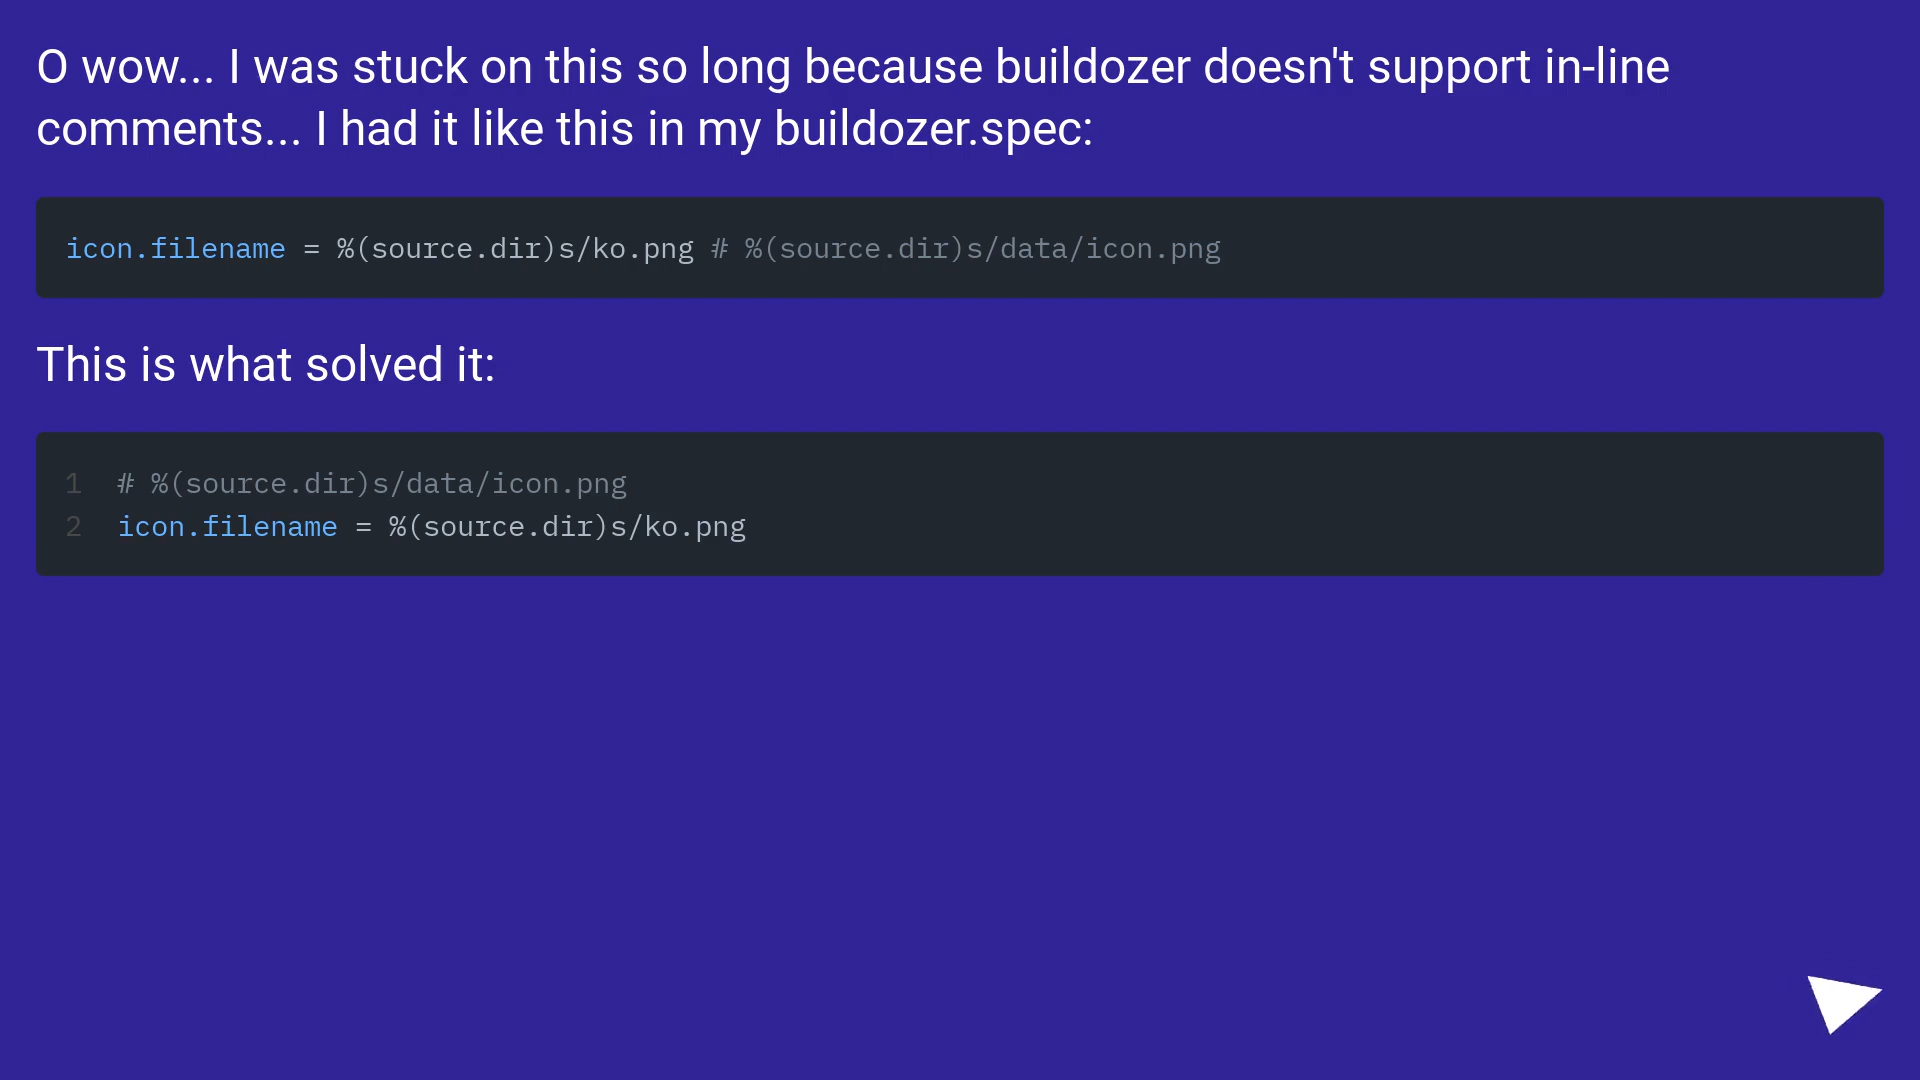 O wow... I was stuck on this so long because buildozer doesn't support in-line
comments... I had it like this in my buildozer.spec:
icon.filename = %(source.dir)s/ko.png # %(source.dir)s/data/icon.png
This is what solved it:
1 # %(source.dir)s/data/icon.png
2 icon.filename = %(source.dir)s/ko.png